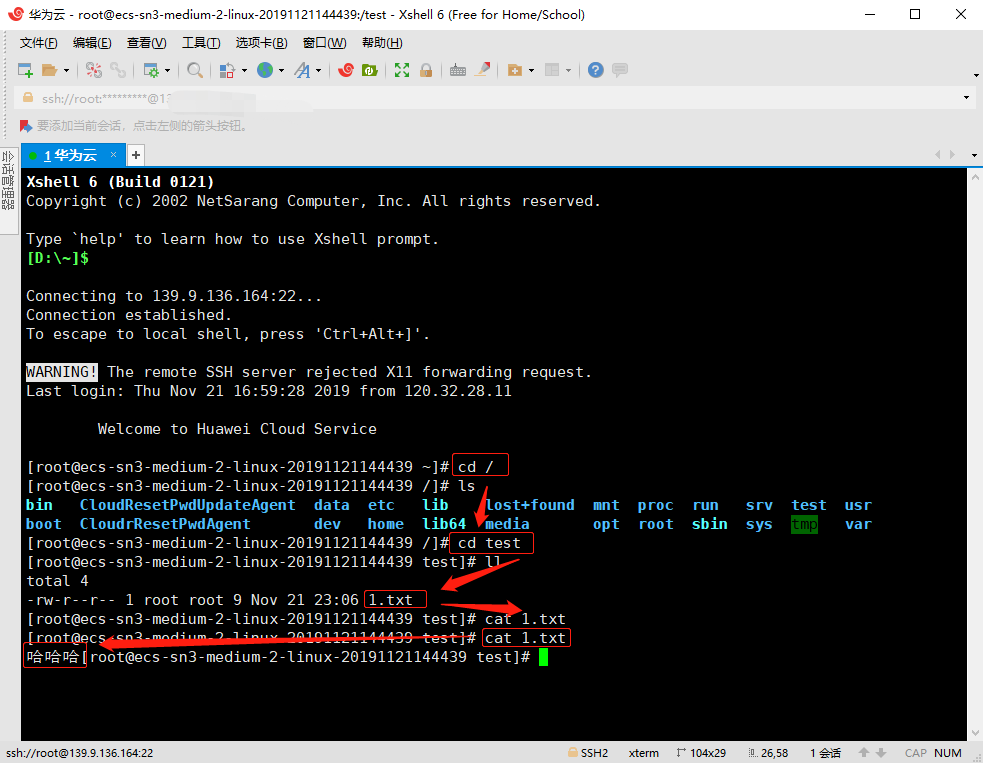 华为云 - root@ecs-sn3-medium-2-linux-20191121144439:/test - Xshell 6 (Free for Home/School)
文件(F) 编辑(E) 查看(V) 工具(T) 选项卡(B) 窗口(W) 帮助(H)
ssh://root:*********@13
要添加当前会话，点击左侧的箭头按钮。
会话管理器
1 华为云 × +
Xshell 6 (Build 0121)
Copyright (c) 2002 NetSarang Computer, Inc. All rights reserved.
Type `help' to learn how to use Xshell prompt.
[D:\~]$
Connecting to 139.9.136.164:22...
Connection established.
To escape to local shell, press 'Ctrl+Alt+]'.
WARNING! The remote SSH server rejected X11 forwarding request.
Last login: Thu Nov 21 16:59:28 2019 from 120.32.28.11
Welcome to Huawei Cloud Service
[root@ecs-sn3-medium-2-linux-20191121144439 ~]# cd /
[root@ecs-sn3-medium-2-linux-20191121144439 /]# ls
bin CloudResetPwdUpdateAgent data etc lib lost+found mnt proc run srv test usr
boot CloudrResetPwdAgent dev home lib64 media opt root sbin sys tmp var
[root@ecs-sn3-medium-2-linux-20191121144439 /]# cd test
[root@ecs-sn3-medium-2-linux-20191121144439 test]# ll
total 4
-rw-r--r-- 1 root root 9 Nov 21 23:06 1.txt
[root@ecs-sn3-medium-2-linux-20191121144439 test]# cat 1.txt
[root@ecs-sn3-medium-2-linux-20191121144439 test]# cat 1.txt
哈哈哈[root@ecs-sn3-medium-2-linux-20191121144439 test]#
ssh://root@139.9.136.164:22 SSH2 xterm 104x29 26,58 1 会话 CAP NUM